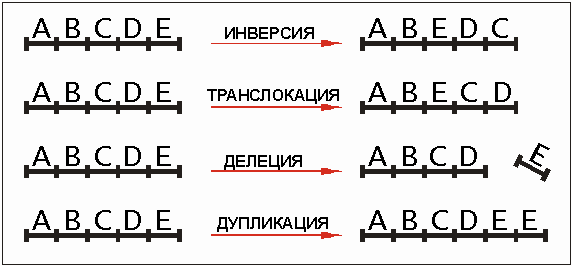 A B C D E ИНВЕРСИЯ A B E D C
A B C D E ТРАНСЛОКАЦИЯ A B E C D
A B C D E ДЕЛЕЦИЯ A B C D E
A B C D E ДУПЛИКАЦИЯ A B C D E E